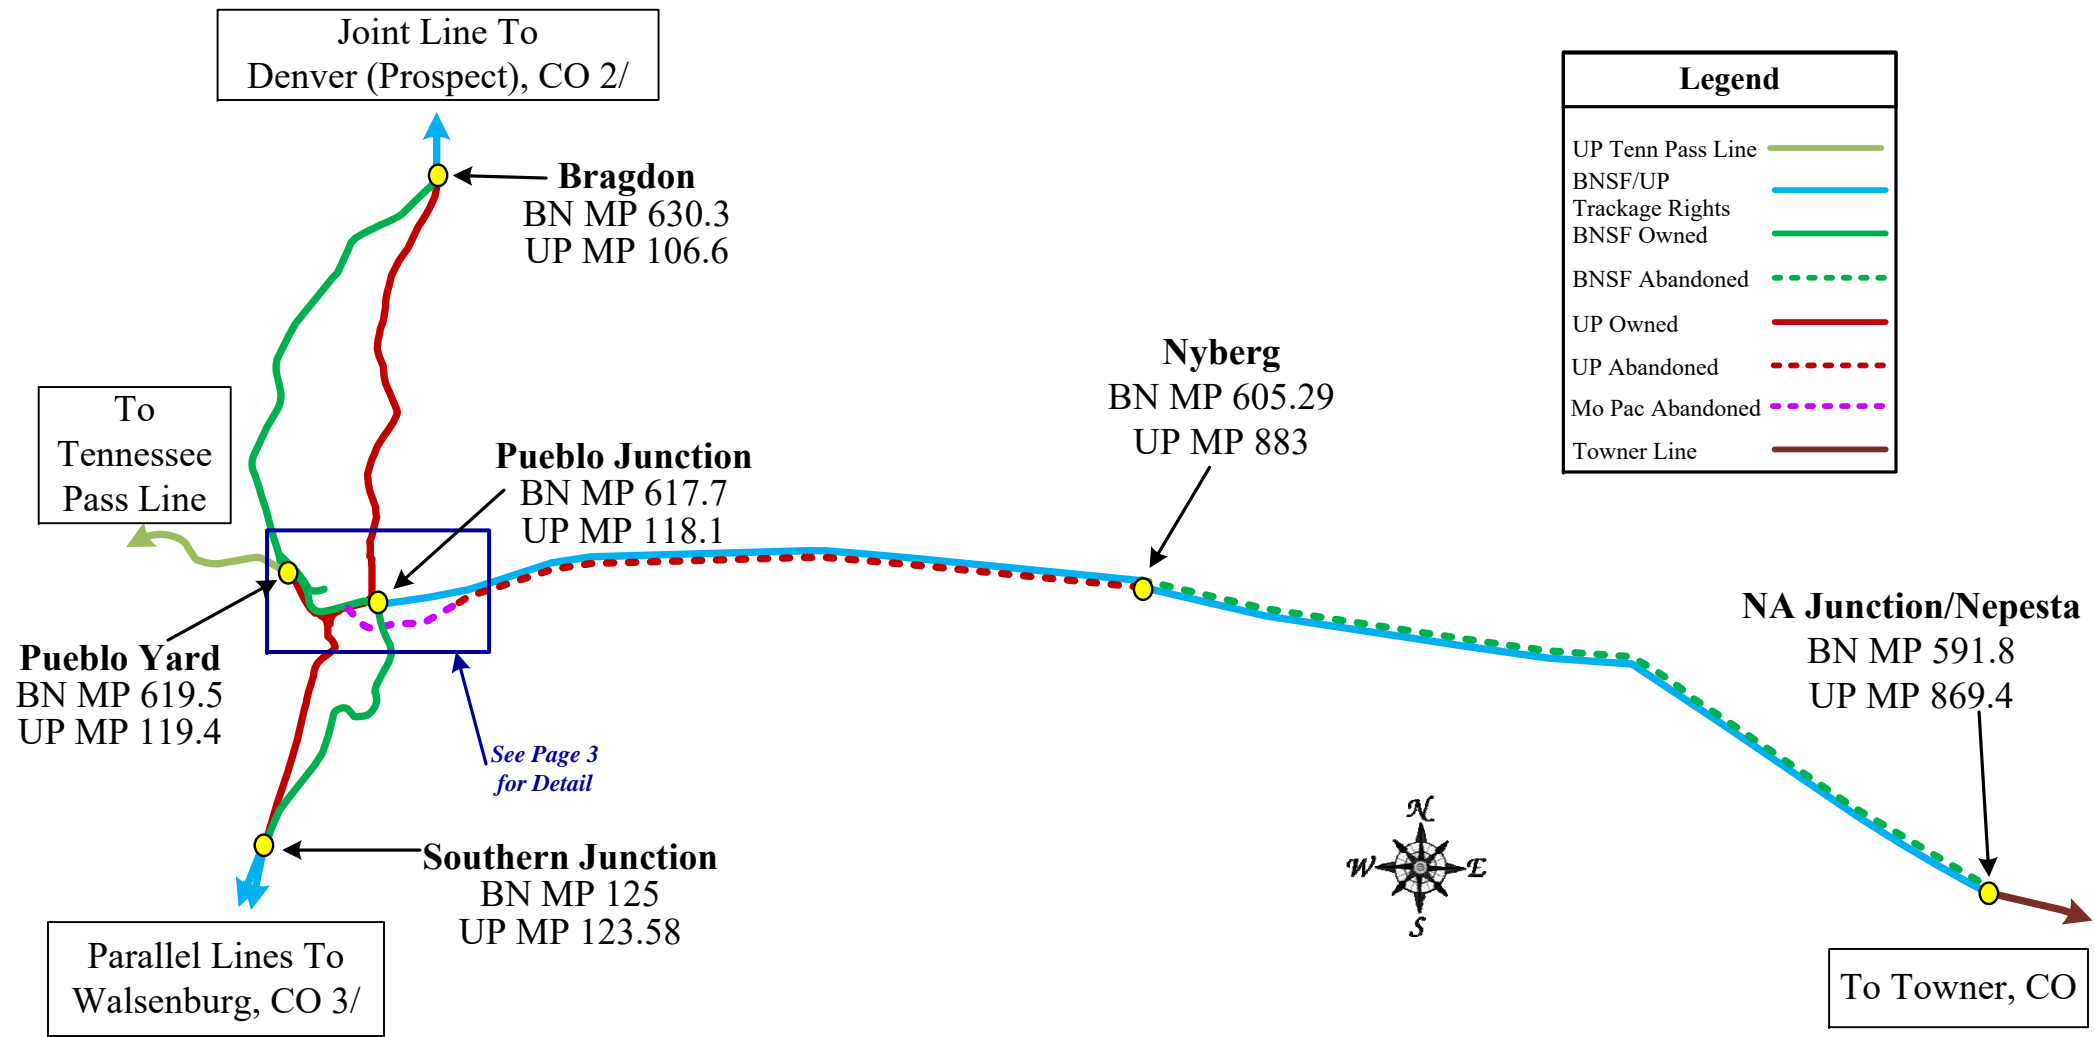 Joint Line To
Denver (Prospect), CO 2/
Legend
UP Tenn Pass Line
BNSF/UP
Trackage Rights
BNSF Owned
BNSF Abandoned
UP Owned
UP Abandoned
Mo Pac Abandoned
Towner Line
Bragdon
BN MP 630.3
UP MP 106.6
Nyberg
BN MP 605.29
UP MP 883
To
Tennessee
Pass Line
Pueblo Junction
BN MP 617.7
UP MP 118.1
NA Junction/Nepesta
BN MP 591.8
UP MP 869.4
Pueblo Yard
BN MP 619.5
UP MP 119.4
See Page 3
for Detail
N
W
E
S
Southern Junction
BN MP 125
UP MP 123.58
Parallel Lines To
Walsenburg, CO 3/
To Towner, CO